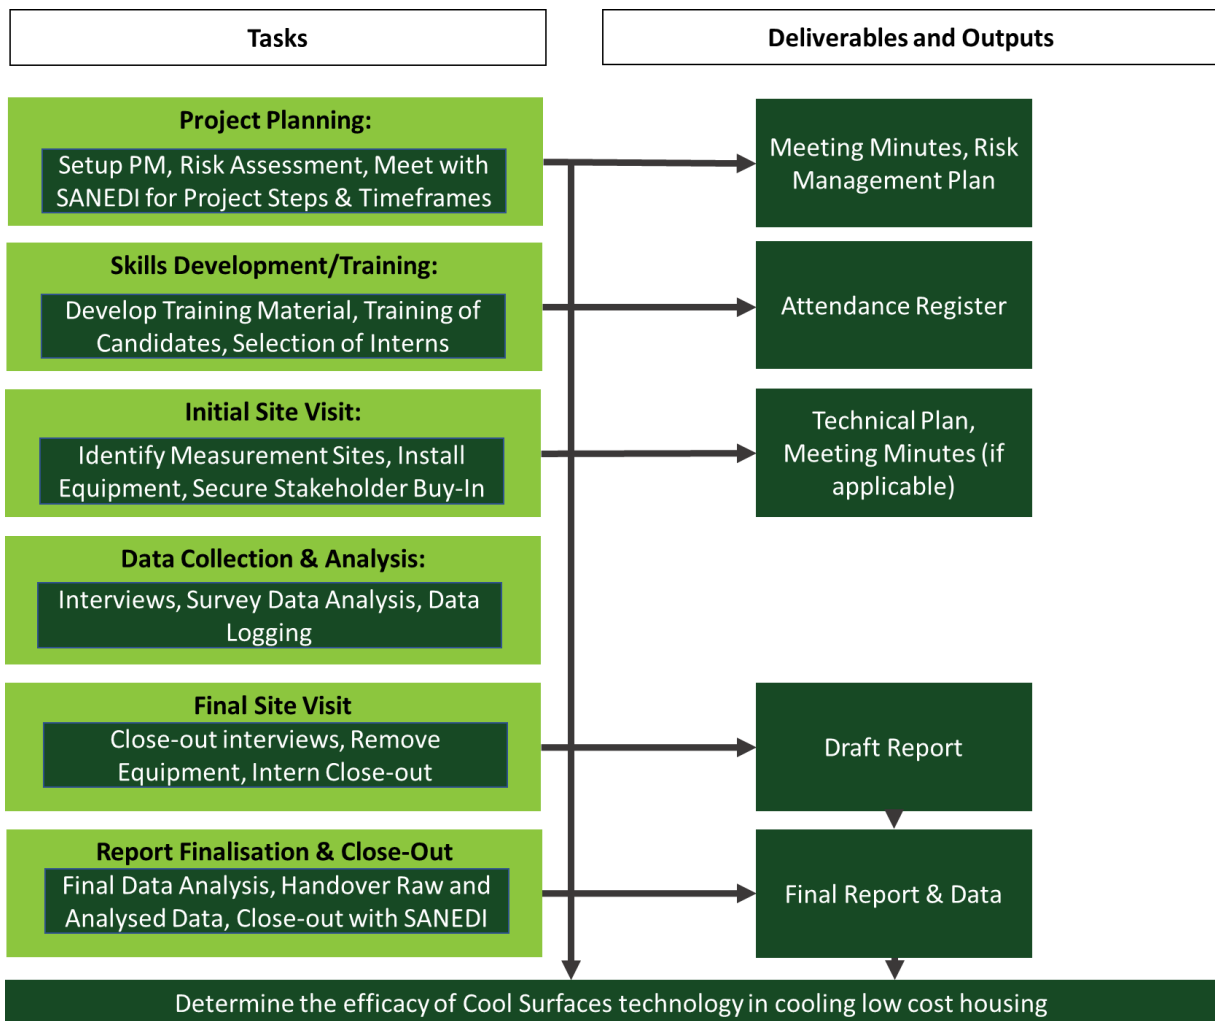 Tasks
Deliverables and Outputs
Project Planning:
Setup PM, Risk Assessment, Meet with
SANEDI for Project Steps & Timeframes
Meeting Minutes, Risk
Management Plan
Skills Development/Training:
Develop Training Material, Training of
Candidates, Selection of Interns
Attendance Register
Initial Site Visit:
Identify Measurement Sites, Install
Equipment, Secure Stakeholder Buy-In
Technical Plan,
Meeting Minutes (if
applicable)
Data Collection & Analysis:
Interviews, Survey Data Analysis, Data
Logging
Final Site Visit
Close-out interviews, Remove
Equipment, Intern Close-out
Draft Report
Report Finalisation & Close-Out
Final Data Analysis, Handover Raw and
Analysed Data, Close-out with SANEDI
Final Report & Data
Determine the efficacy of Cool Surfaces technology in cooling low cost housing